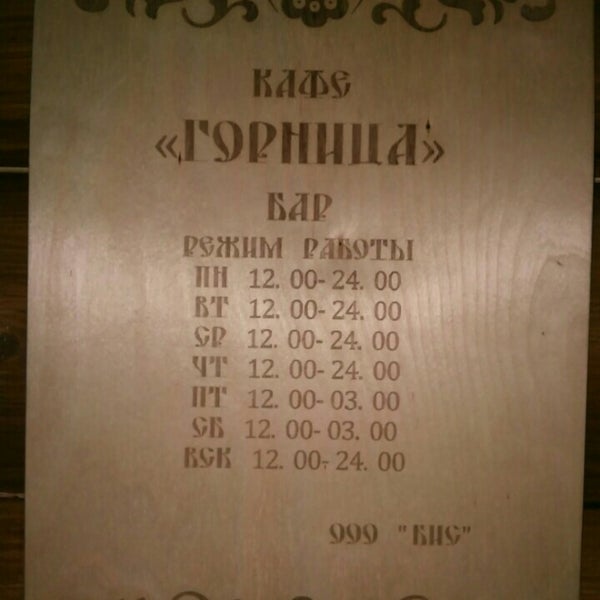 КАФЕ
«ГОРНИЦА»
БАР
РЕЖИМ РАБОТЫ
ПН 12. 00- 24. 00
ВТ 12. 00- 24. 00
СР 12. 00- 24. 00
ЧТ 12. 00- 24. 00
ПТ 12. 00- 03. 00
СБ 12. 00- 03. 00
ВСК 12. 00- 24. 00
ООО "БИС"